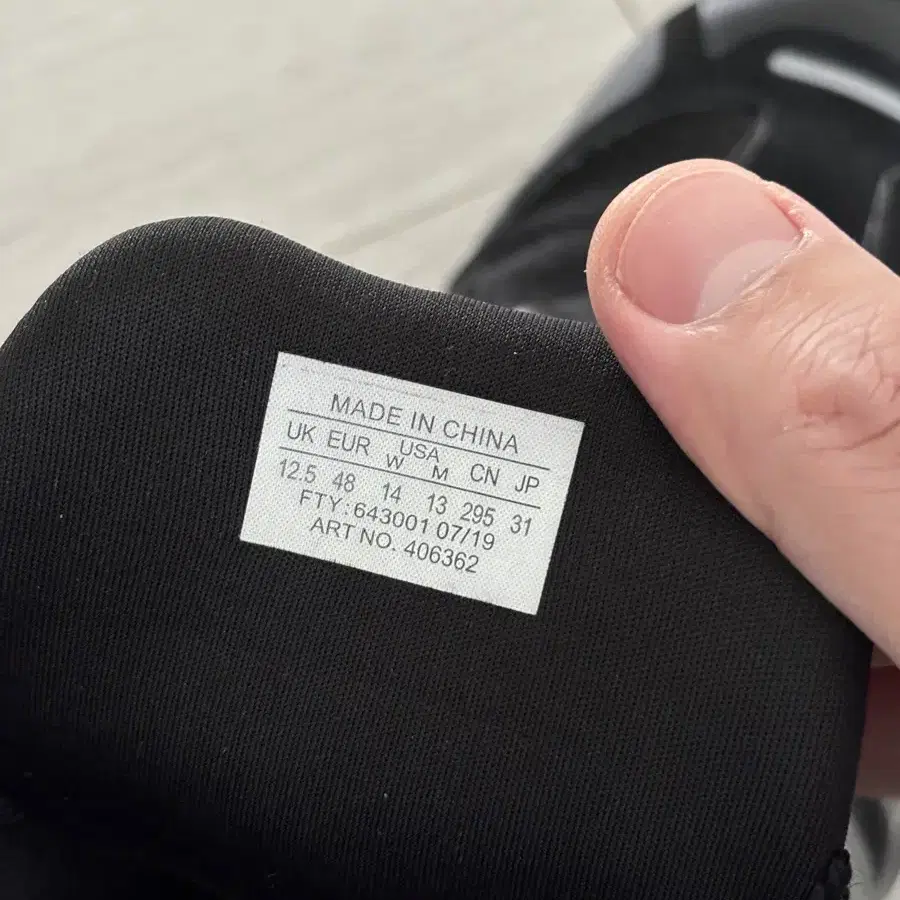 MADE IN CHINA
UK EUR USA CN JP
W M
12.5 48 14 13 295 31
FTY: 643001 07/19
ART NO. 406362